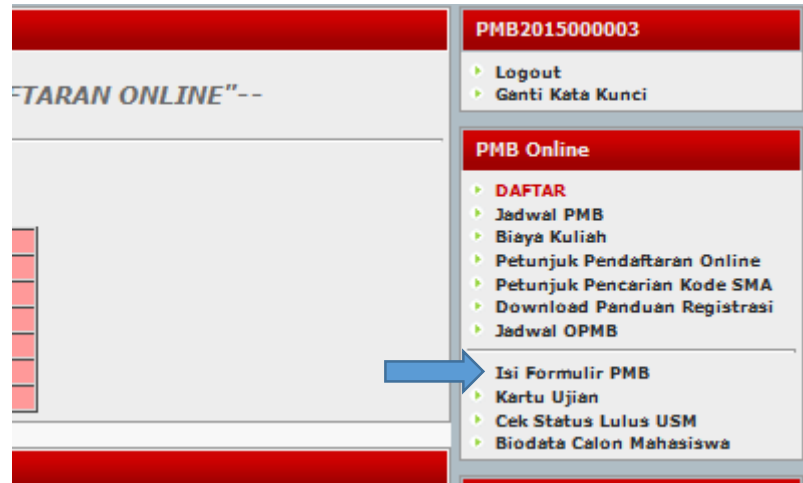 TARAN ONLINE"--
PMB2015000003
Logout
Ganti Kata Kunci
PMB Online
DAFTAR
Jadwal PMB
Biaya Kuliah
Petunjuk Pendaftaran Online
Petunjuk Pencarian Kode SMA
Download Panduan Registrasi
Jadwal OPMB
Isi Formulir PMB
Kartu Ujian
Cek Status Lulus USM
Biodata Calon Mahasiswa